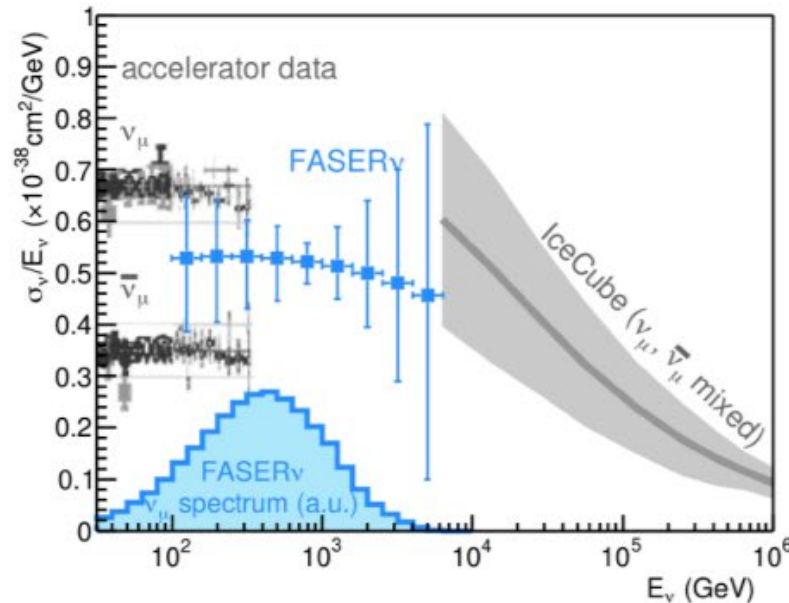 σν/Eν (×10⁻³⁸cm²/GeV)
1
0.9
0.8
0.7
0.6
0.5
0.4
0.3
0.2
0.1
0
accelerator data
νμ
FASERν
ν̄μ
IceCube (νμ, ν̄μ mixed)
FASERν
νμ spectrum (a.u.)
10² 10³ 10⁴ 10⁵ 10⁶
Eν (GeV)